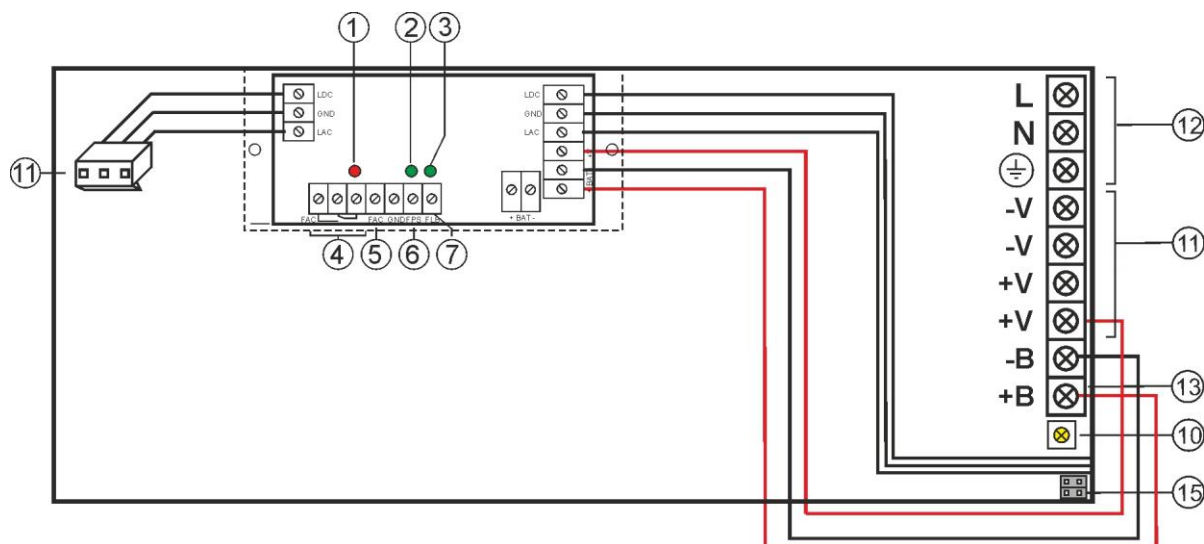 1
2
3
LDC
GND
LAC
LDC
GND
LAC
L
N
-V
-V
+V
+V
-B
+B
12
11
11
13
10
15
FAC
FAC
GND
FPS
FLB
+ BAT -
4
5
6
7